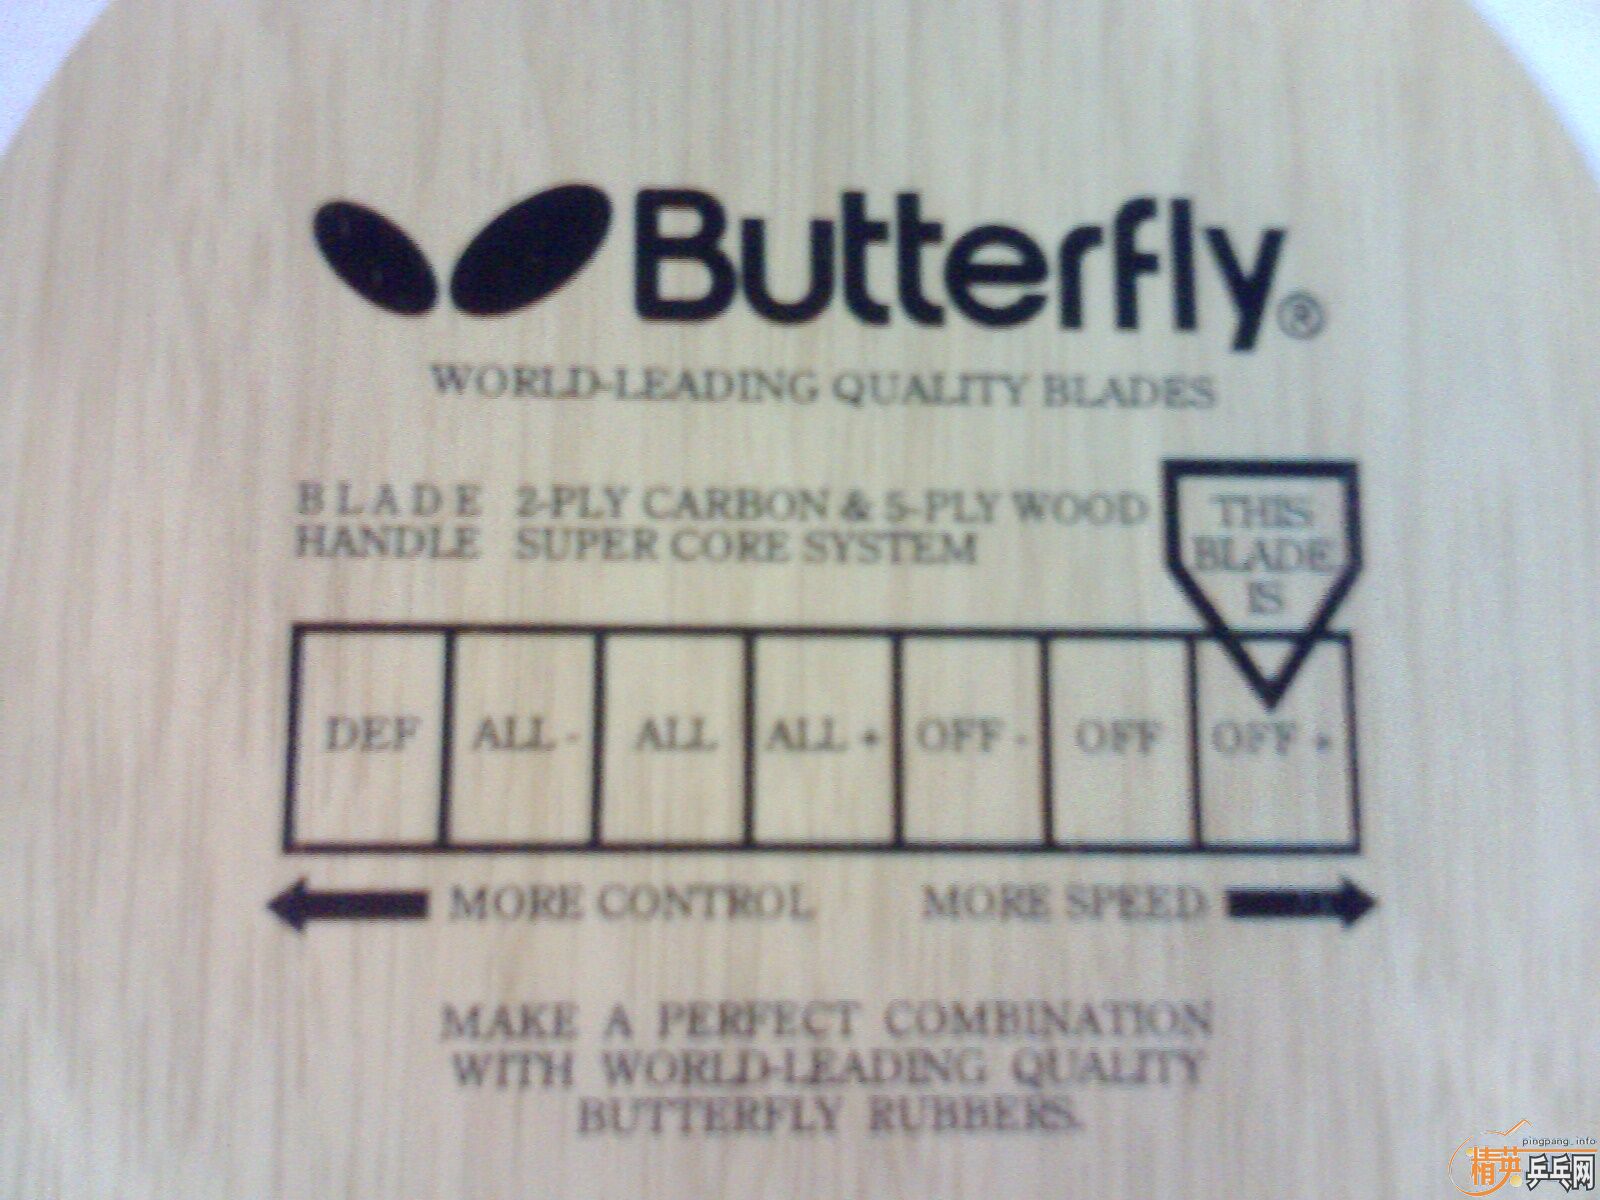 Butterfly®
WORLD-LEADING QUALITY BLADES
BLADE 2-PLY CARBON & 5-PLY WOOD
HANDLE SUPER CORE SYSTEM
THIS
BLADE
IS
DEF ALL - ALL ALL + OFF - OFF OFF +
MORE CONTROL MORE SPEED
MAKE A PERFECT COMBINATION
WITH WORLD-LEADING QUALITY
BUTTERFLY RUBBERS.
pingpang.info
精英乒乓网